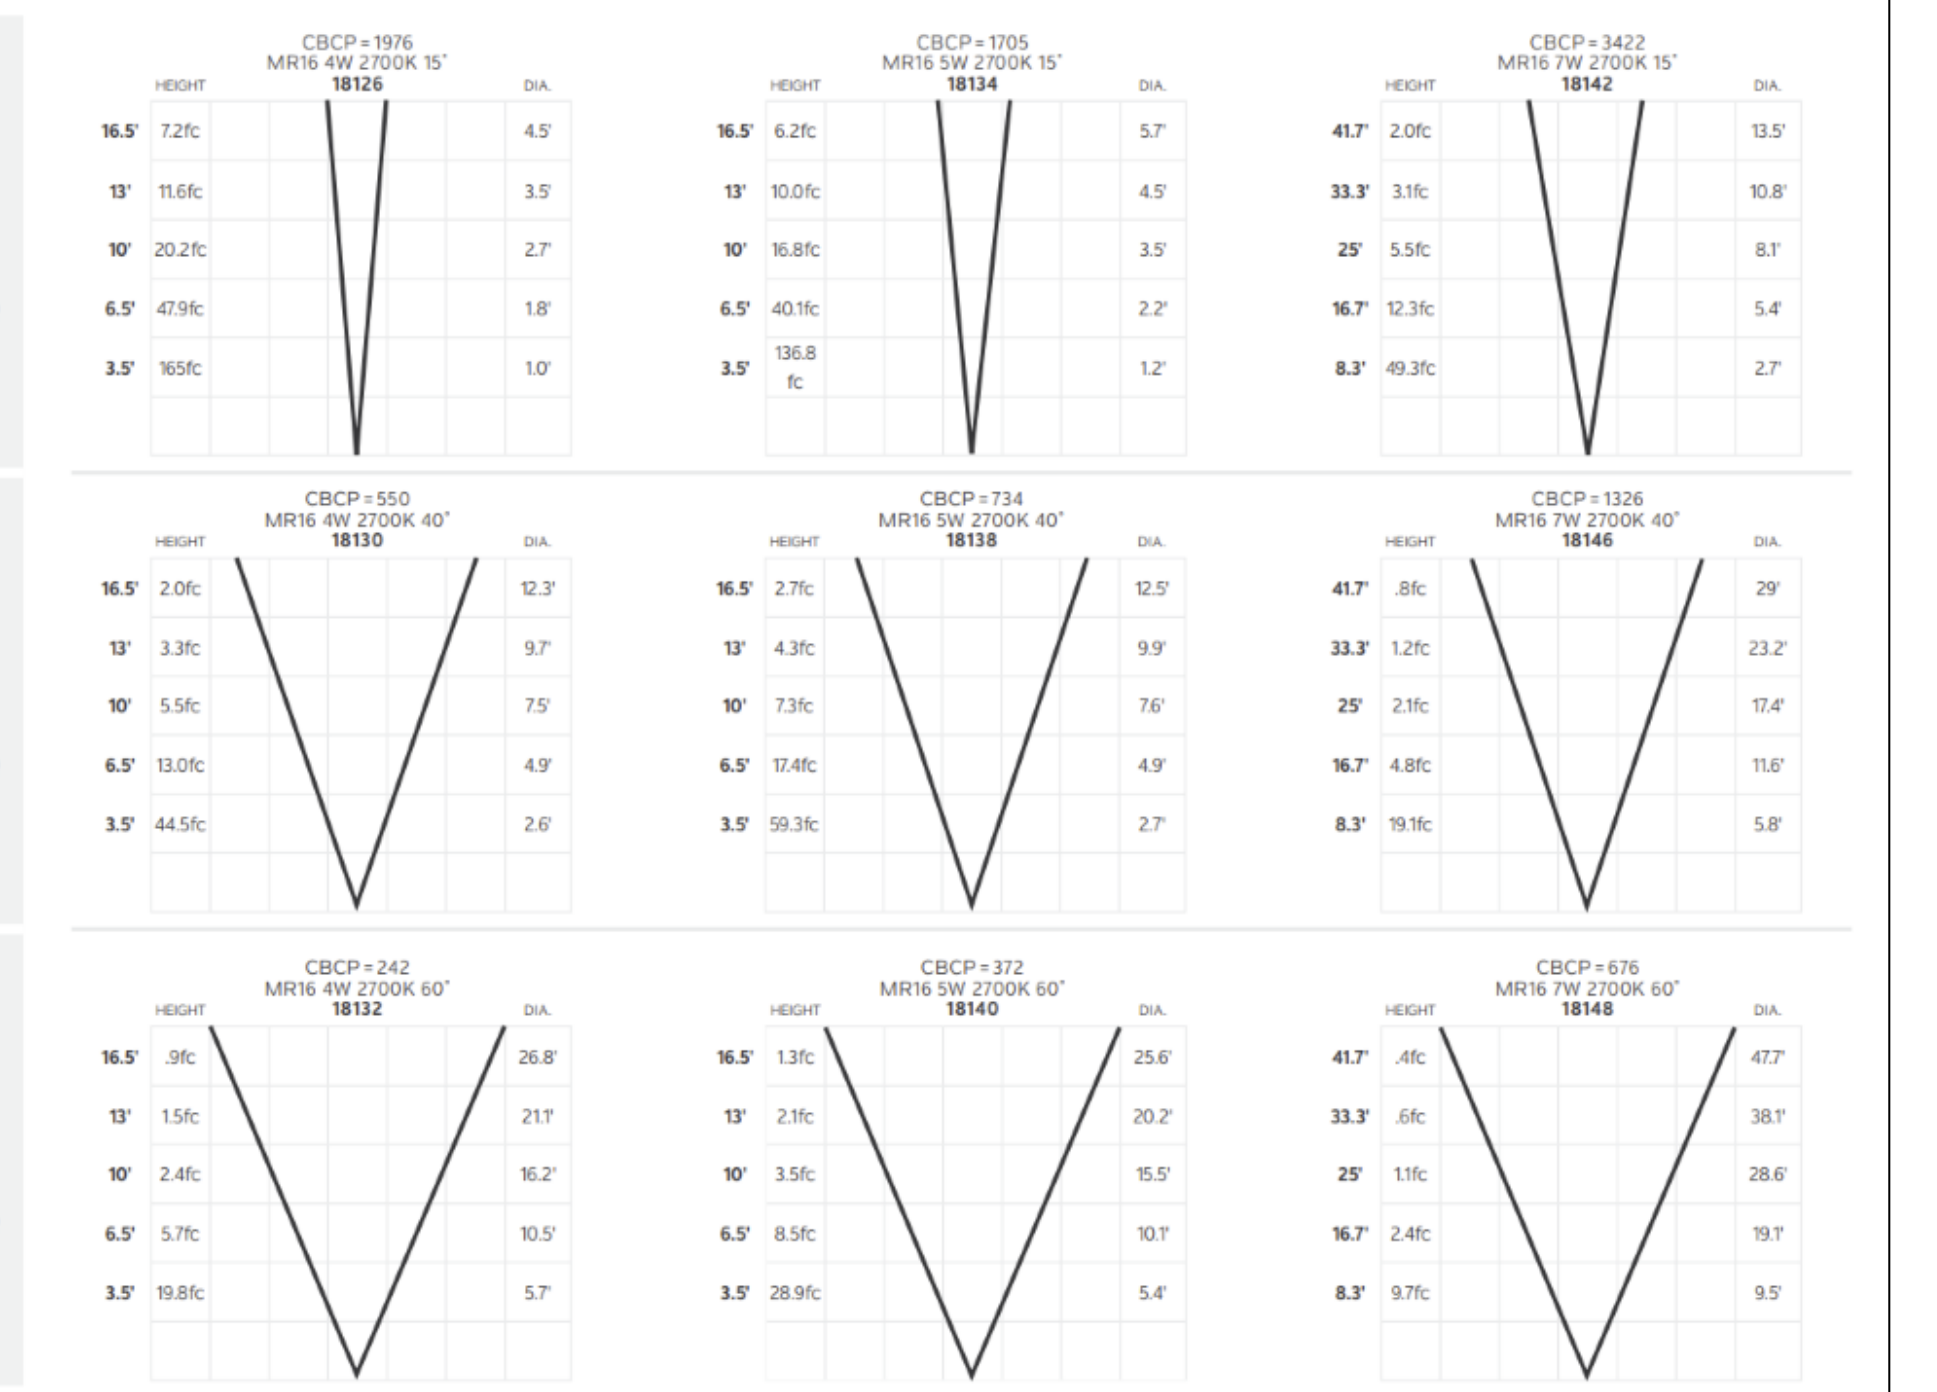 CBCP = 1976
MR16 4W 2700K 15°
HEIGHT 18126 DIA.
16.5' 7.2fc 4.5'
13' 11.6fc 3.5'
10' 20.2fc 2.7'
6.5' 47.9fc 1.8'
3.5' 165fc 1.0'
CBCP = 1705
MR16 5W 2700K 15°
HEIGHT 18134 DIA.
16.5' 6.2fc 5.7'
13' 10.0fc 4.5'
10' 16.8fc 3.5'
6.5' 40.1fc 2.2'
3.5' 136.8 fc 1.2'
CBCP = 3422
MR16 7W 2700K 15°
HEIGHT 18142 DIA.
41.7' 2.0fc 13.5'
33.3' 3.1fc 10.8'
25' 5.5fc 8.1'
16.7' 12.3fc 5.4'
8.3' 49.3fc 2.7'
CBCP = 550
MR16 4W 2700K 40°
HEIGHT 18130 DIA.
16.5' 2.0fc 12.3'
13' 3.3fc 9.7'
10' 5.5fc 7.5'
6.5' 13.0fc 4.9'
3.5' 44.5fc 2.6'
CBCP = 734
MR16 5W 2700K 40°
HEIGHT 18138 DIA.
16.5' 2.7fc 12.5'
13' 4.3fc 9.9'
10' 7.3fc 7.6'
6.5' 17.4fc 4.9'
3.5' 59.3fc 2.7'
CBCP = 1326
MR16 7W 2700K 40°
HEIGHT 18146 DIA.
41.7' .8fc 29'
33.3' 1.2fc 23.2'
25' 2.1fc 17.4'
16.7' 4.8fc 11.6'
8.3' 19.1fc 5.8'
CBCP = 242
MR16 4W 2700K 60°
HEIGHT 18132 DIA.
16.5' .9fc 26.8'
13' 1.5fc 21.1'
10' 2.4fc 16.2'
6.5' 5.7fc 10.5'
3.5' 19.8fc 5.7'
CBCP = 372
MR16 5W 2700K 60°
HEIGHT 18140 DIA.
16.5' 1.3fc 25.6'
13' 2.1fc 20.2'
10' 3.5fc 15.5'
6.5' 8.5fc 10.1'
3.5' 28.9fc 5.4'
CBCP = 676
MR16 7W 2700K 60°
HEIGHT 18148 DIA.
41.7' .4fc 47.7'
33.3' .6fc 38.1'
25' 1.1fc 28.6'
16.7' 2.4fc 19.1'
8.3' 9.7fc 9.5'